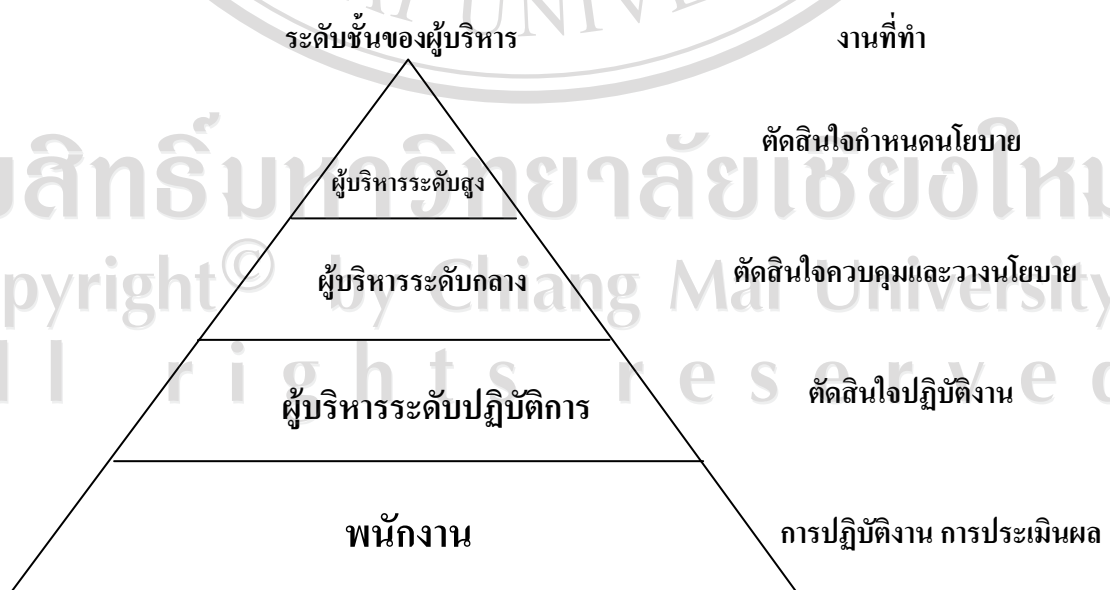 ระดับชั้นของผู้บริหาร งานที่ทำ
ตัดสินใจกำหนดนโยบาย
ผู้บริหารระดับสูง
ผู้บริหารระดับกลาง ตัดสินใจควบคุมและวางนโยบาย
ผู้บริหารระดับปฏิบัติการ ตัดสินใจปฏิบัติงาน
พนักงาน การปฏิบัติงาน การประเมินผล
UNIV
สิทธิ์มหาวิทยาลัยเชียงให
pyright© by Chiang Mai University
rights reserve